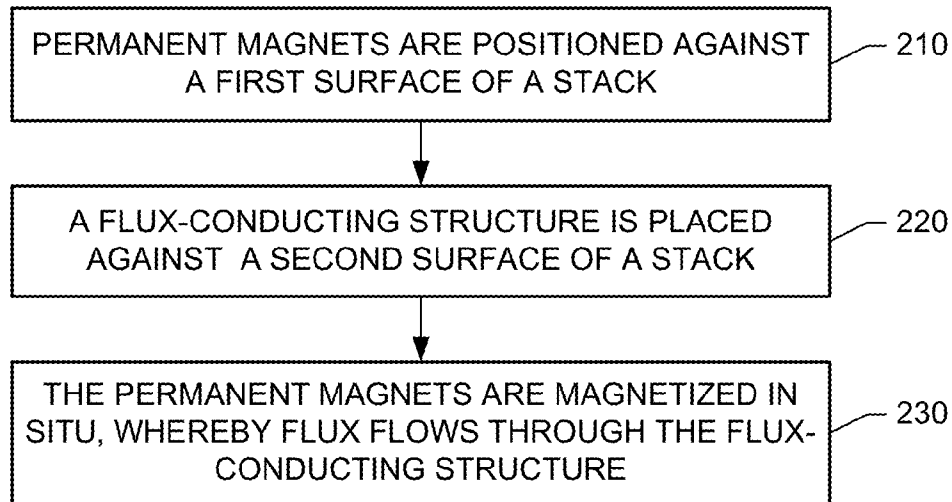 PERMANENT MAGNETS ARE POSITIONED AGAINST
A FIRST SURFACE OF A STACK
210
A FLUX-CONDUCTING STRUCTURE IS PLACED
AGAINST A SECOND SURFACE OF A STACK
220
THE PERMANENT MAGNETS ARE MAGNETIZED IN
SITU, WHEREBY FLUX FLOWS THROUGH THE FLUX-
CONDUCTING STRUCTURE
230